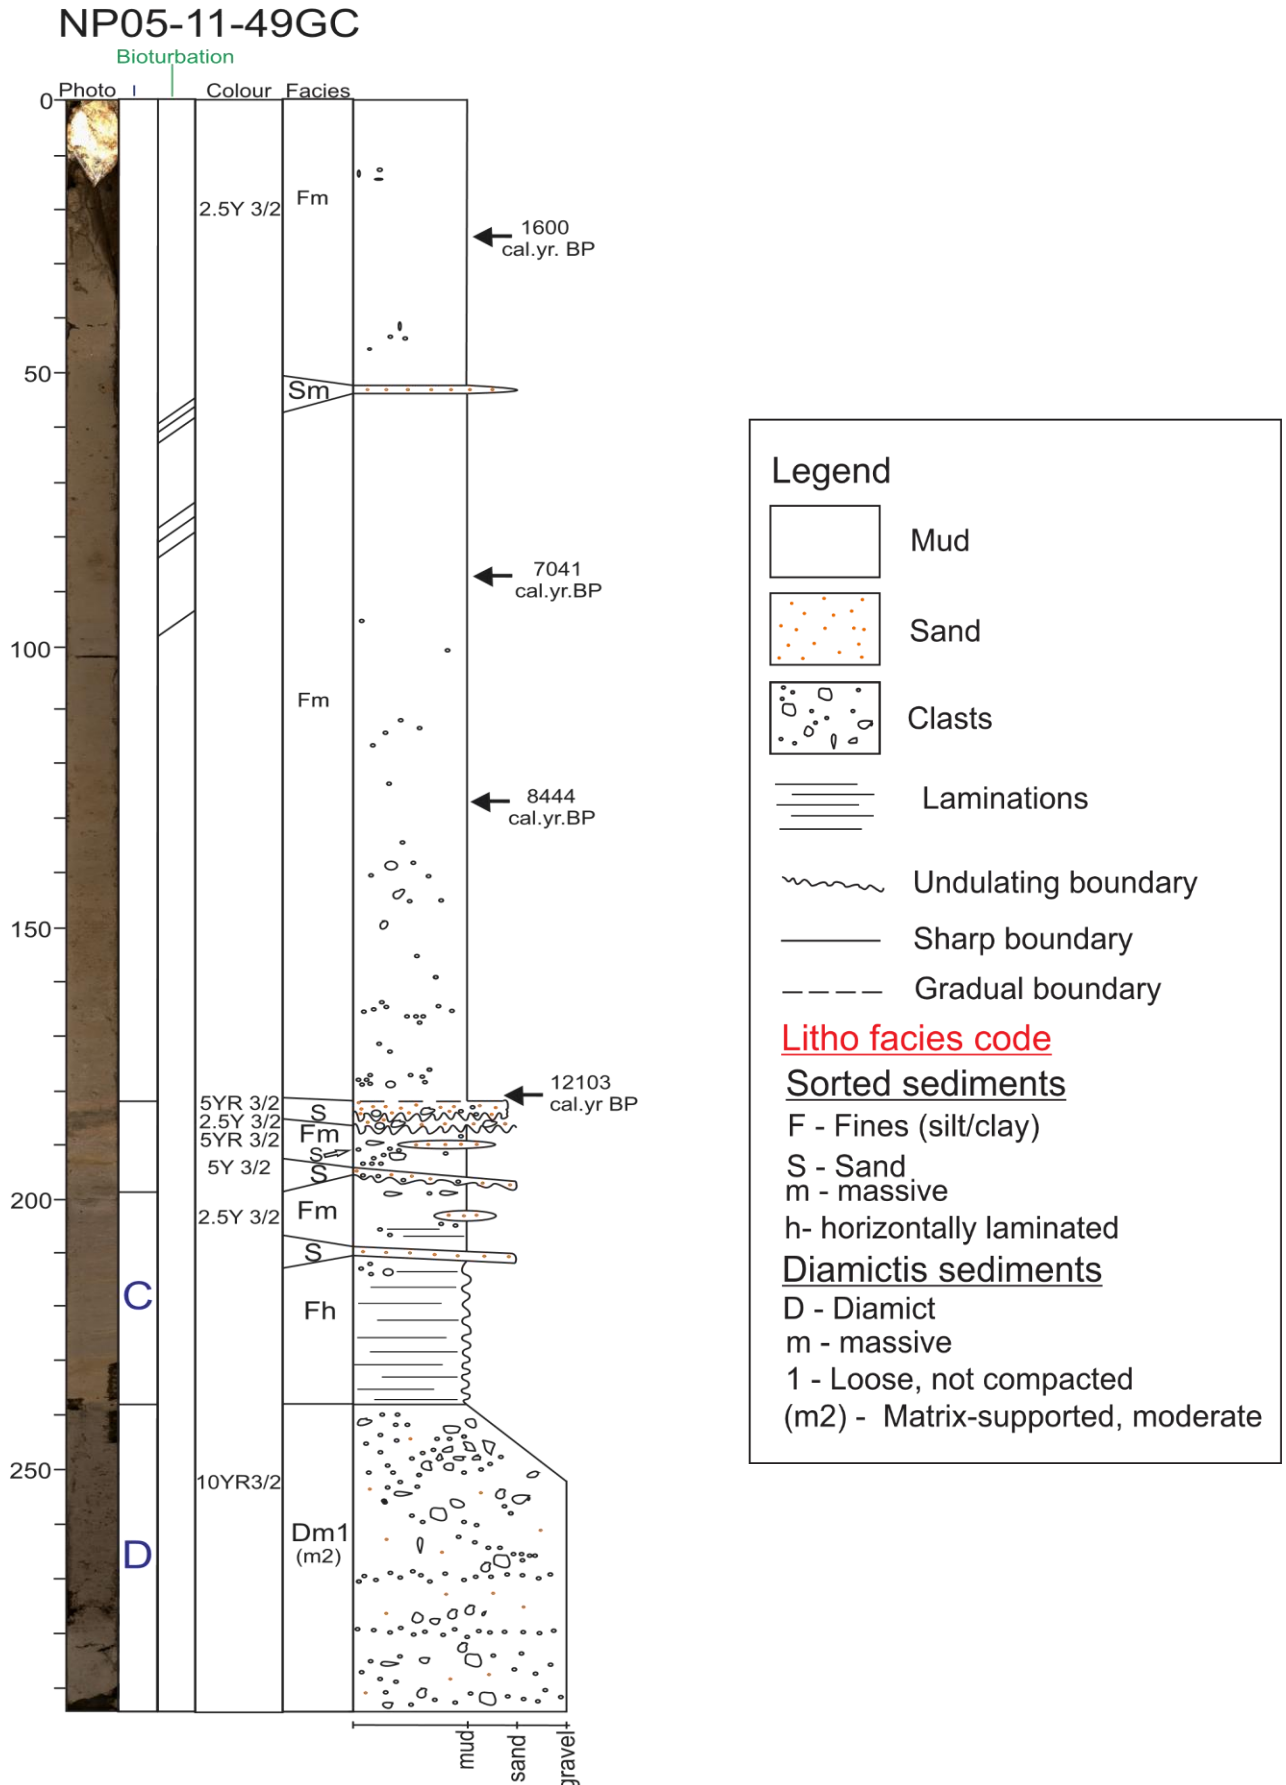 NP05-11-49GC
Bioturbation
Photo I Colour Facies
0
50
100
150
200
250
2.5Y 3/2
5YR 3/2
2.5Y 3/2
5YR 3/2
5Y 3/2
2.5Y 3/2
10YR3/2
C
D
Fm
Sm
Fm
S
Fm
S
S
Fm
S
Fh
Dm1
(m2)
1600
cal.yr. BP
7041
cal.yr.BP
8444
cal.yr.BP
12103
cal.yr BP
mud
sand
gravel
Legend
Mud
Sand
Clasts
Laminations
Undulating boundary
Sharp boundary
Gradual boundary
Litho facies code
Sorted sediments
F - Fines (silt/clay)
S - Sand
m - massive
h- horizontally laminated
Diamictis sediments
D - Diamict
m - massive
1 - Loose, not compacted
(m2) - Matrix-supported, moderate